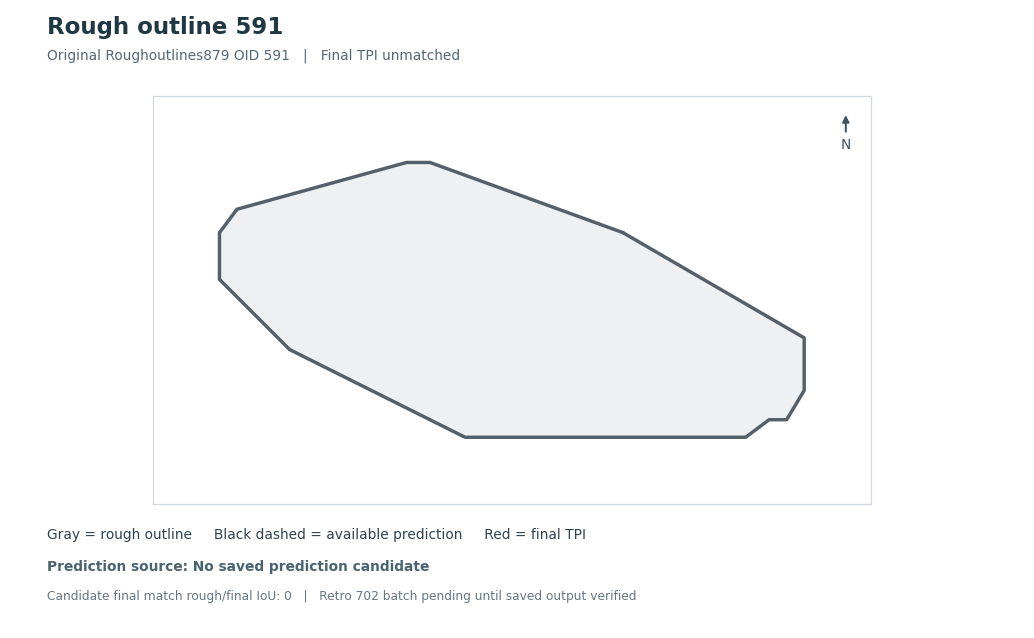 Rough outline 591
Original Roughoutlines879 OID 591   |   Final TPI unmatched
N
Gray = rough outline     Black dashed = available prediction     Red = final TPI
Prediction source: No saved prediction candidate
Candidate final match rough/final IoU: 0   |   Retro 702 batch pending until saved output verified